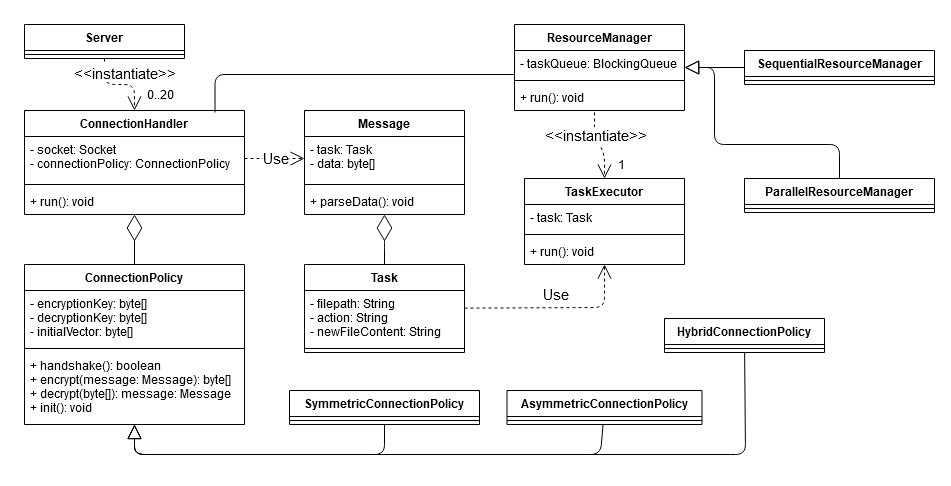 Server
<<instantiate>>
0..20
ConnectionHandler
- socket: Socket
- connectionPolicy: ConnectionPolicy
+ run(): void
Use
Message
- task: Task
- data: byte[]
+ parseData(): void
ResourceManager
- taskQueue: BlockingQueue
+ run(): void
SequentialResourceManager
<<instantiate>>
1
TaskExecutor
- task: Task
+ run(): void
ParallelResourceManager
ConnectionPolicy
- encryptionKey: byte[]
- decryptionKey: byte[]
- initialVector: byte[]
+ handshake(): boolean
+ encrypt(message: Message): byte[]
+ decrypt(byte[]): message: Message
+ init(): void
Task
- filepath: String
- action: String
- newFileContent: String
Use
HybridConnectionPolicy
SymmetricConnectionPolicy
AsymmetricConnectionPolicy